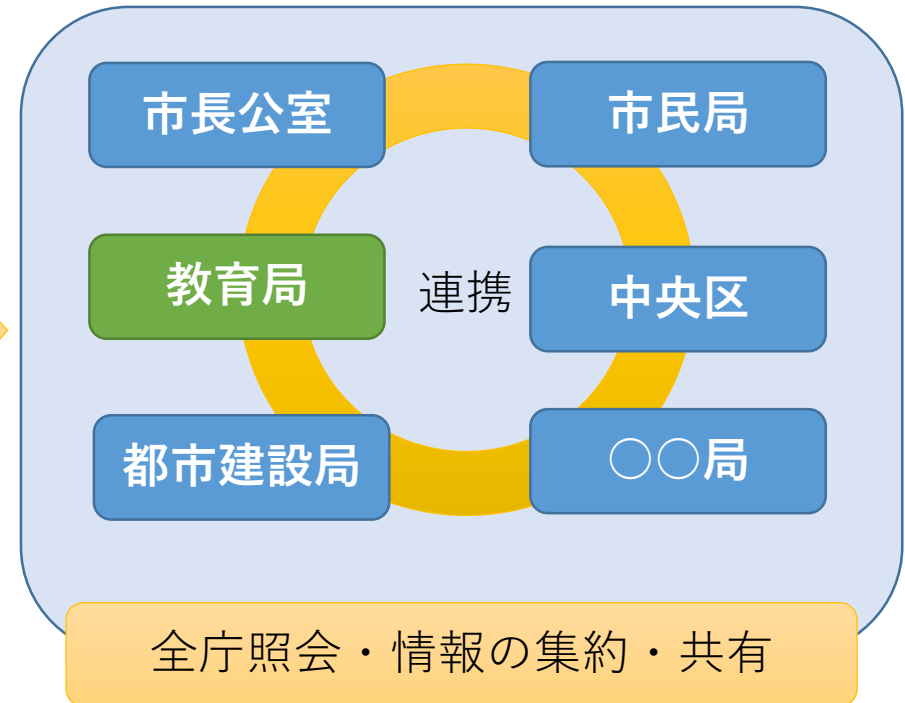 市長公室
市民局
教育局
連携
中央区
都市建設局
○○局
全庁照会・情報の集約・共有